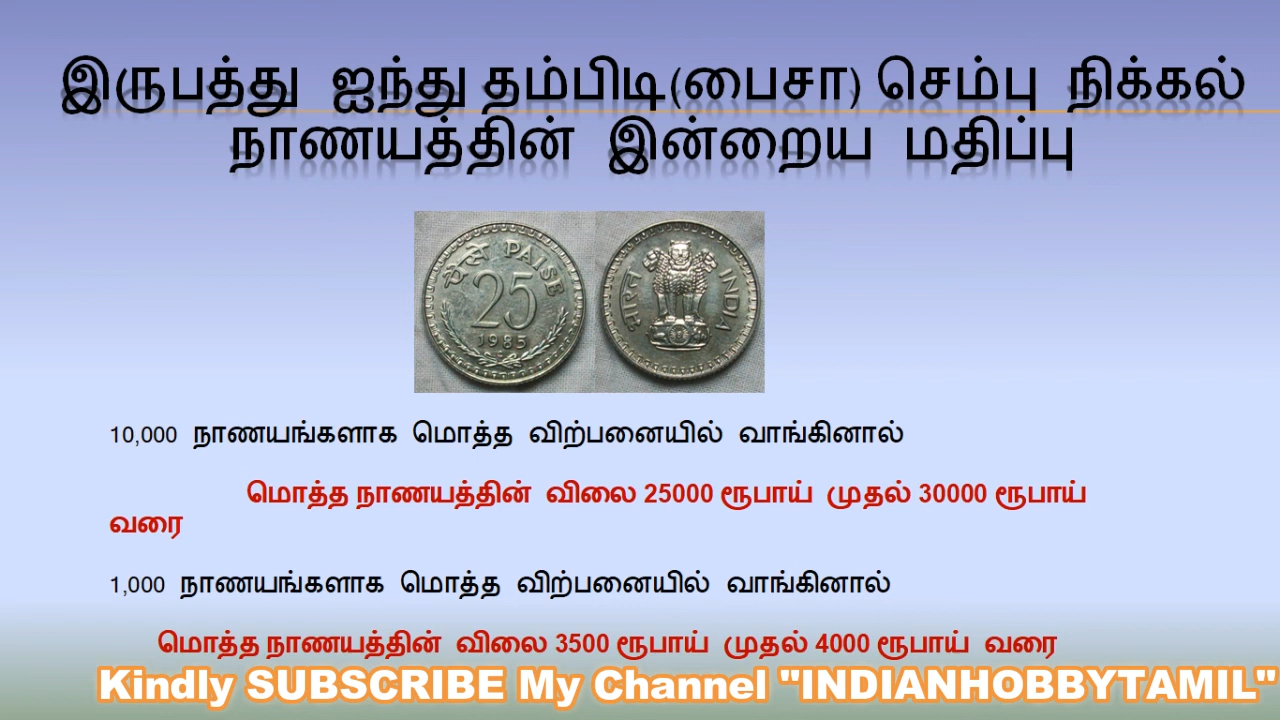 இருபத்து ஐந்து தம்பிடி(பைசா) செம்பு நிக்கல்
நாணயத்தின் இன்றைய மதிப்பு
पैसे PAISE
25
1985
भारत INDIA
10,000 நாணயங்களாக மொத்த விற்பனையில் வாங்கினால்
மொத்த நாணயத்தின் விலை 25000 ரூபாய் முதல் 30000 ரூபாய்
வரை
1,000 நாணயங்களாக மொத்த விற்பனையில் வாங்கினால்
மொத்த நாணயத்தின் விலை 3500 ரூபாய் முதல் 4000 ரூபாய் வரை
Kindly SUBSCRIBE My Channel "INDIANHOBBYTAMIL"